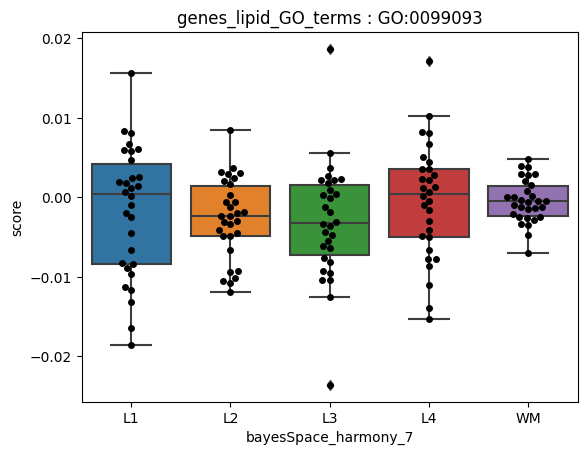 genes_lipid_GO_terms : GO:0099093
0.02
0.01
0.00
−0.01
−0.02
score
L1 L2 L3 L4 WM
bayesSpace_harmony_7